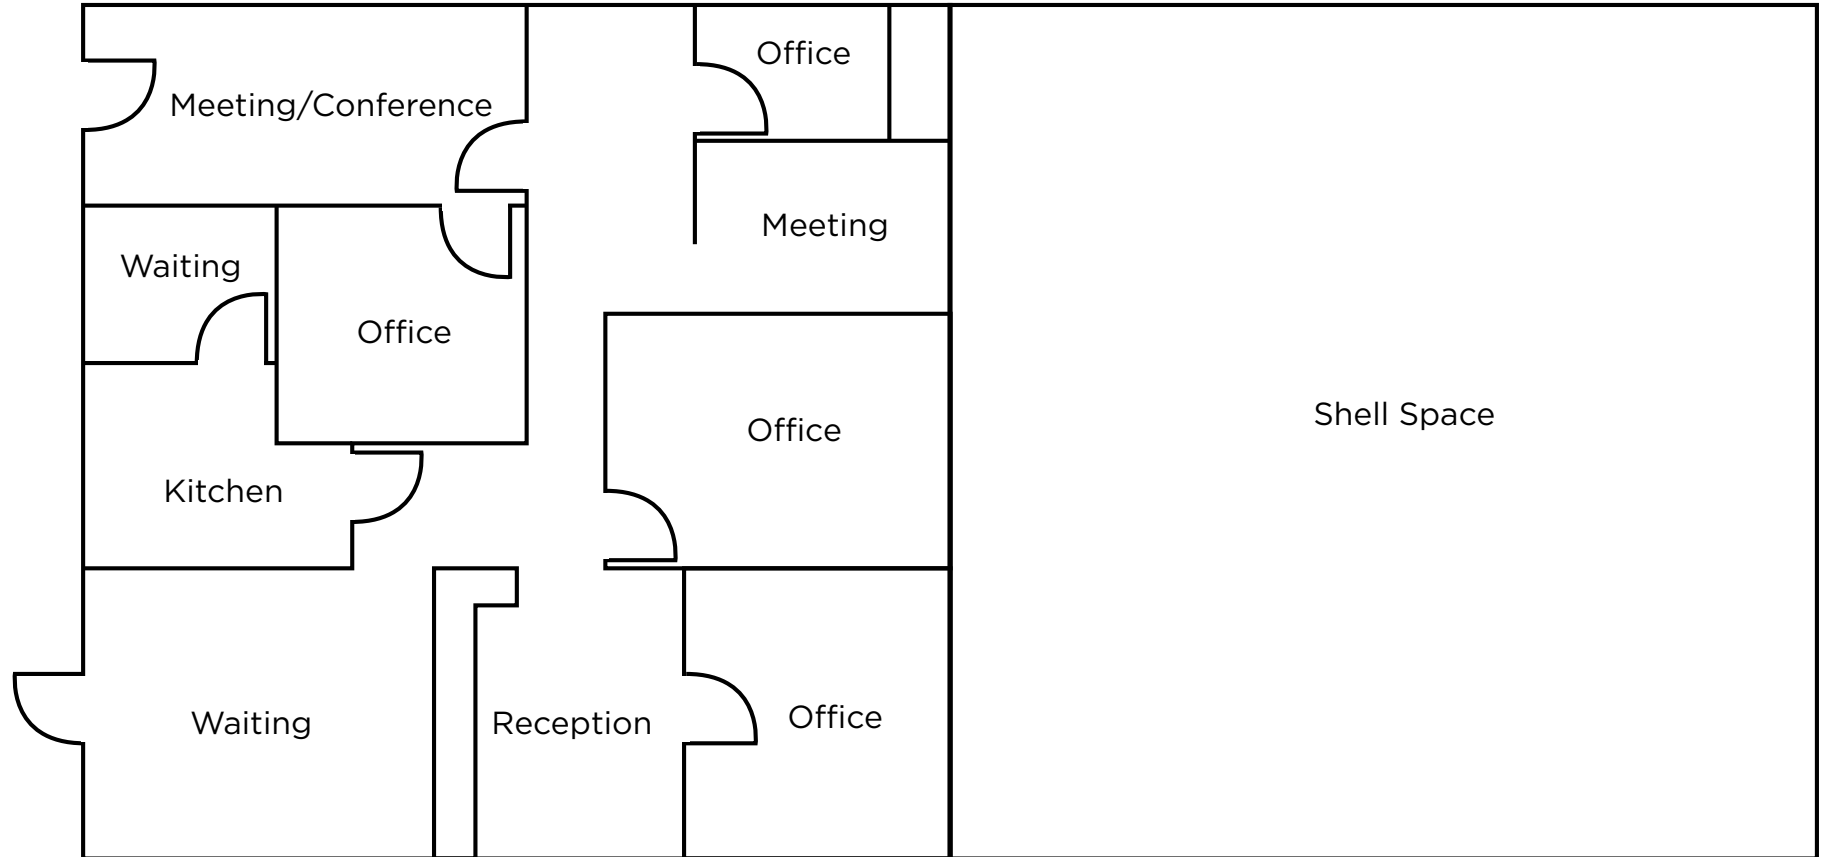 Office
Meeting/Conference
Meeting
Waiting
Office
Shell Space
Office
Kitchen
Office
Waiting
Reception